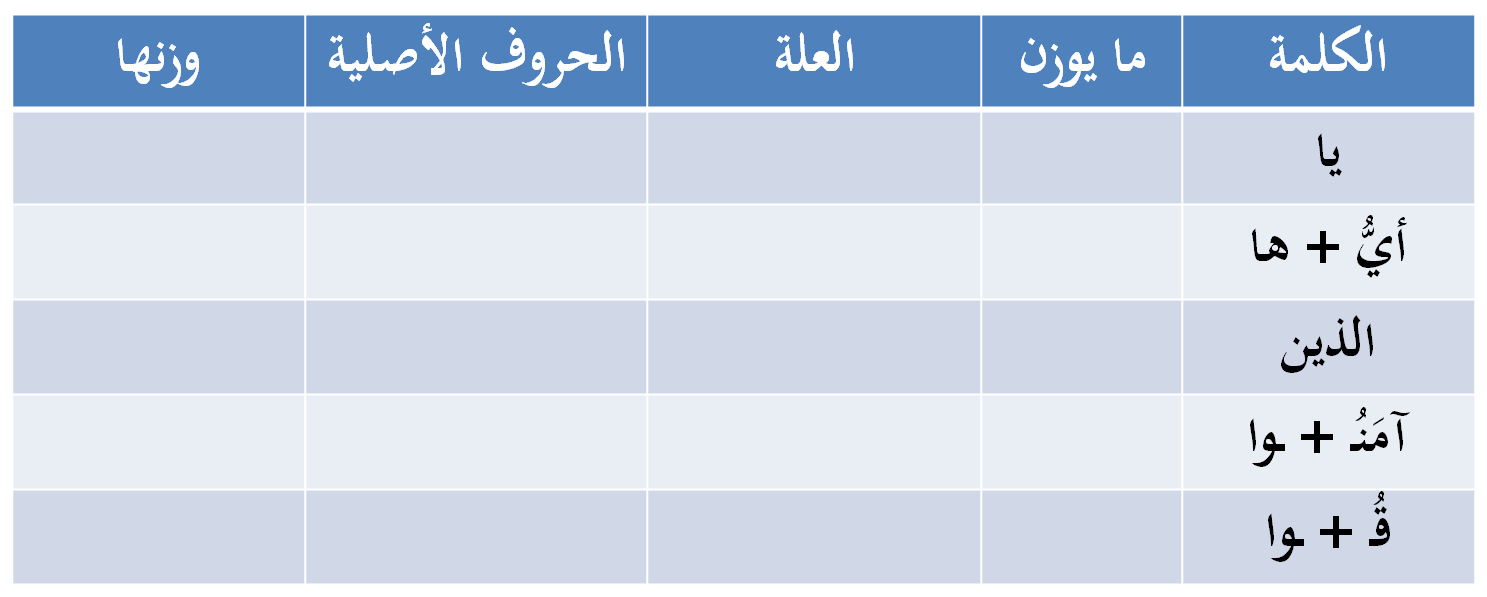 الكلمة ما يوزن العلة الحروف الأصلية وزنها
يا
أيُّ + ها
الذين
آمَنُـ + ـوا
قُـ + ـوا